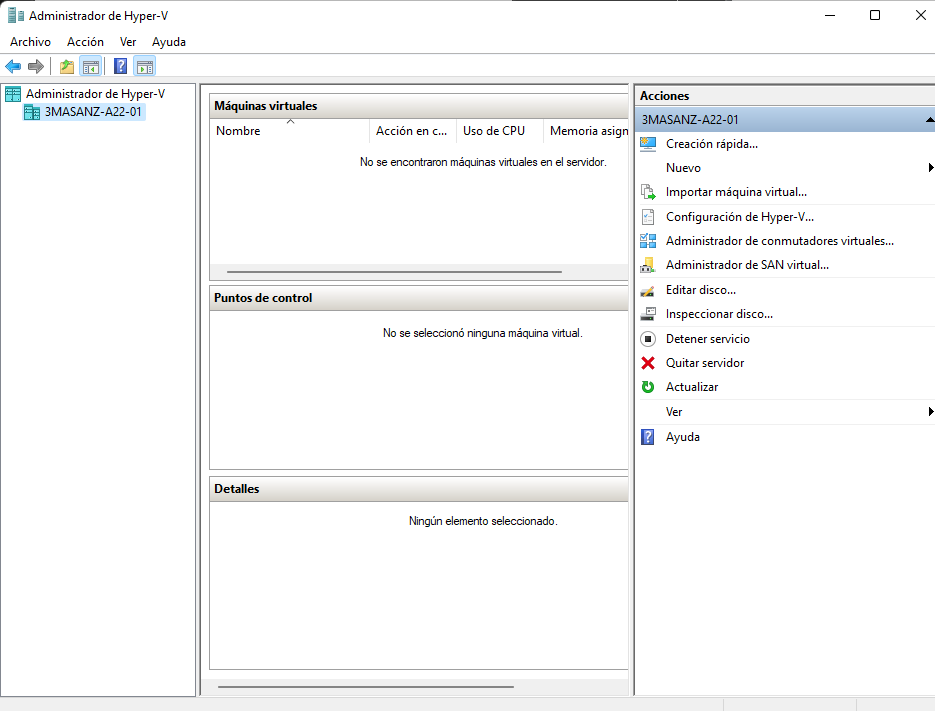 Administrador de Hyper-V
Archivo Acción Ver Ayuda
Administrador de Hyper-V
3MASANZ-A22-01
Máquinas virtuales
Nombre Acción en c... Uso de CPU Memoria asign
No se encontraron máquinas virtuales en el servidor.
Puntos de control
No se seleccionó ninguna máquina virtual.
Detalles
Ningún elemento seleccionado.
Acciones
3MASANZ-A22-01
Creación rápida...
Nuevo
Importar máquina virtual...
Configuración de Hyper-V...
Administrador de conmutadores virtuales...
Administrador de SAN virtual...
Editar disco...
Inspeccionar disco...
Detener servicio
Quitar servidor
Actualizar
Ver
Ayuda